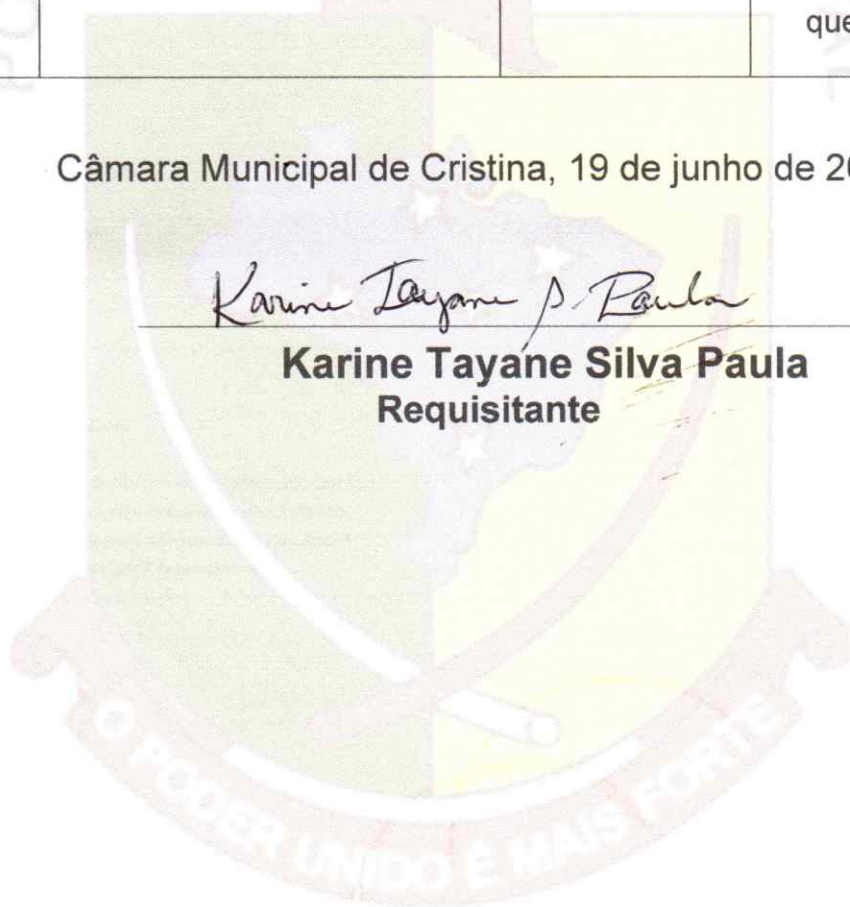 que
Câmara Municipal de Cristina, 19 de junho de 20
Karine Tayane S. Paula
Karine Tayane Silva Paula
Requisitante
O PODER UNIDO É MAIS FORTE